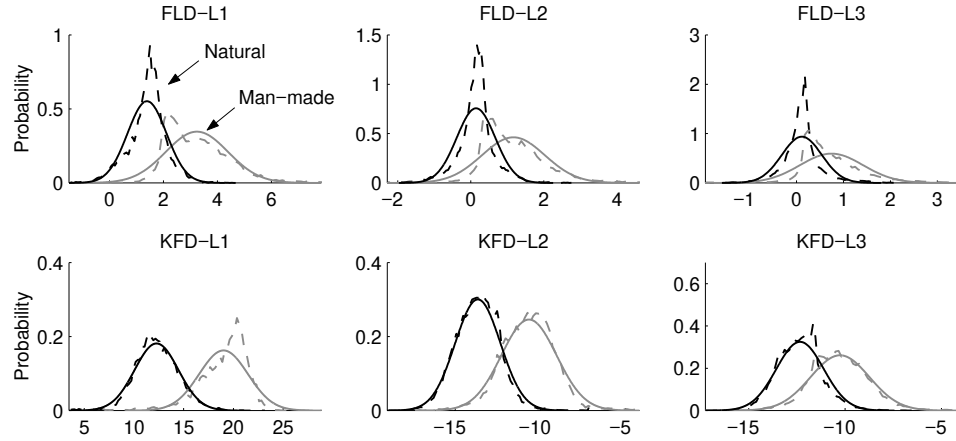 FLD−L1 FLD−L2 FLD−L3
1 1.5 3
Natural
Probability
Man−made
1 2
0.5
0.5 1
0 0 0
0 2 4 6 −2 0 2 4 −1 0 1 2 3
KFD−L1 KFD−L2 KFD−L3
0.4 0.4
0.6
Probability
0.4
0.2 0.2
0.2
0 0 0
5 10 15 20 25 −15 −10 −5 −15 −10 −5